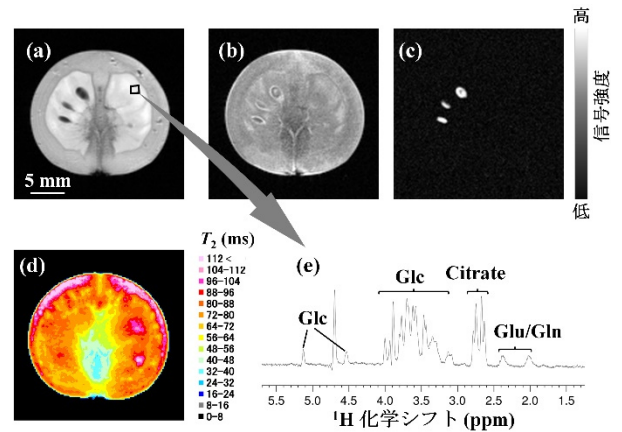 (a)
(b)
(c)
高
信号強度
低
5 mm
(d)
T2 (ms)
112 <
104-112
96-104
88-96
80-88
72-80
64-72
56-64
48-56
40-48
32-40
24-32
16-24
8-16
0-8
(e)
Glc
Citrate
Glc
Glu/Gln
5.5 5.0 4.5 4.0 3.5 3.0 2.5 2.0 1.5
1H 化学シフト (ppm)